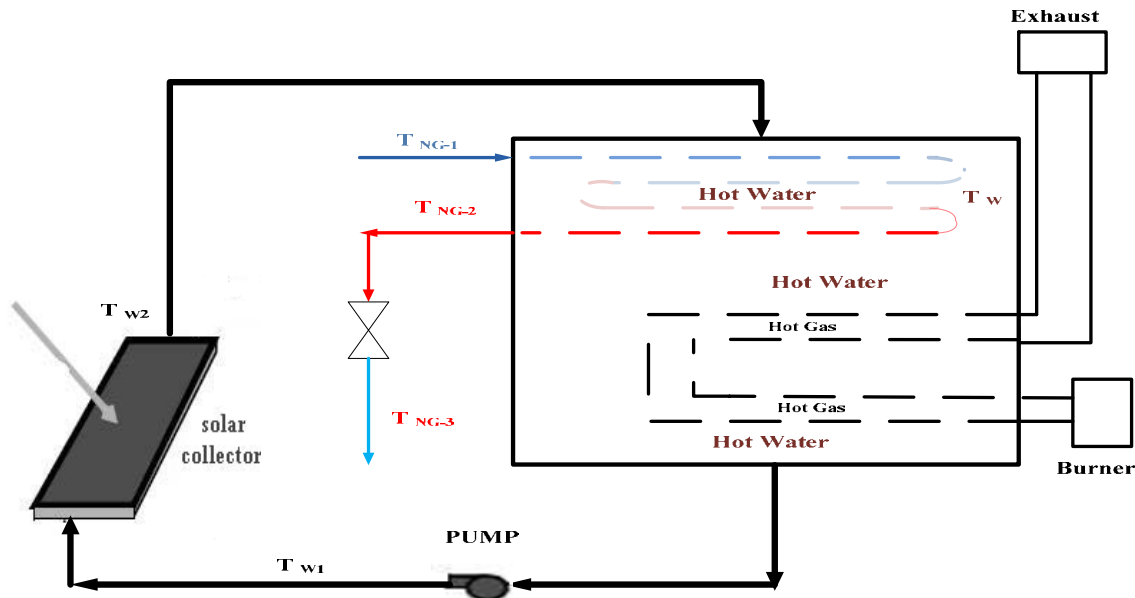 Exhaust
T NG-1
Hot Water
T W
T NG-2
Hot Water
T W2
Hot Gas
Hot Gas
T NG-3
solar
collector
Hot Water
Burner
PUMP
T W1